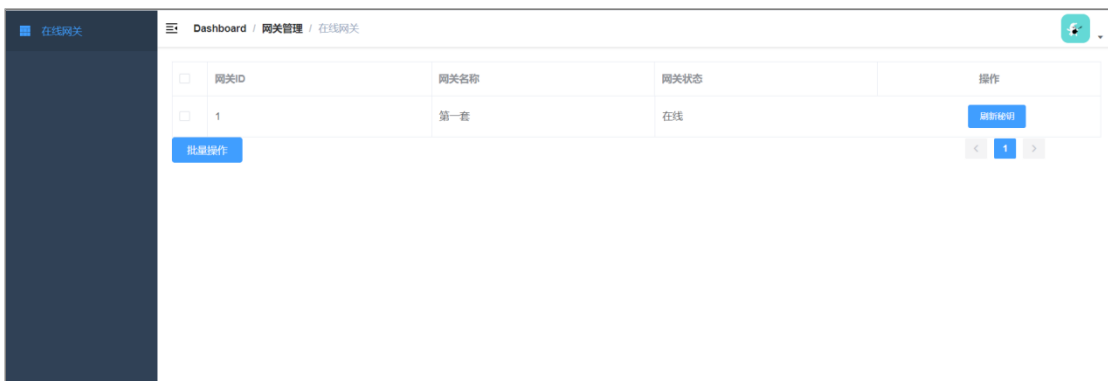 在线网关
Dashboard / 网关管理 / 在线网关
网关ID 网关名称 网关状态 操作
1 第一套 在线 刷新秘钥
批量操作 < 1 >